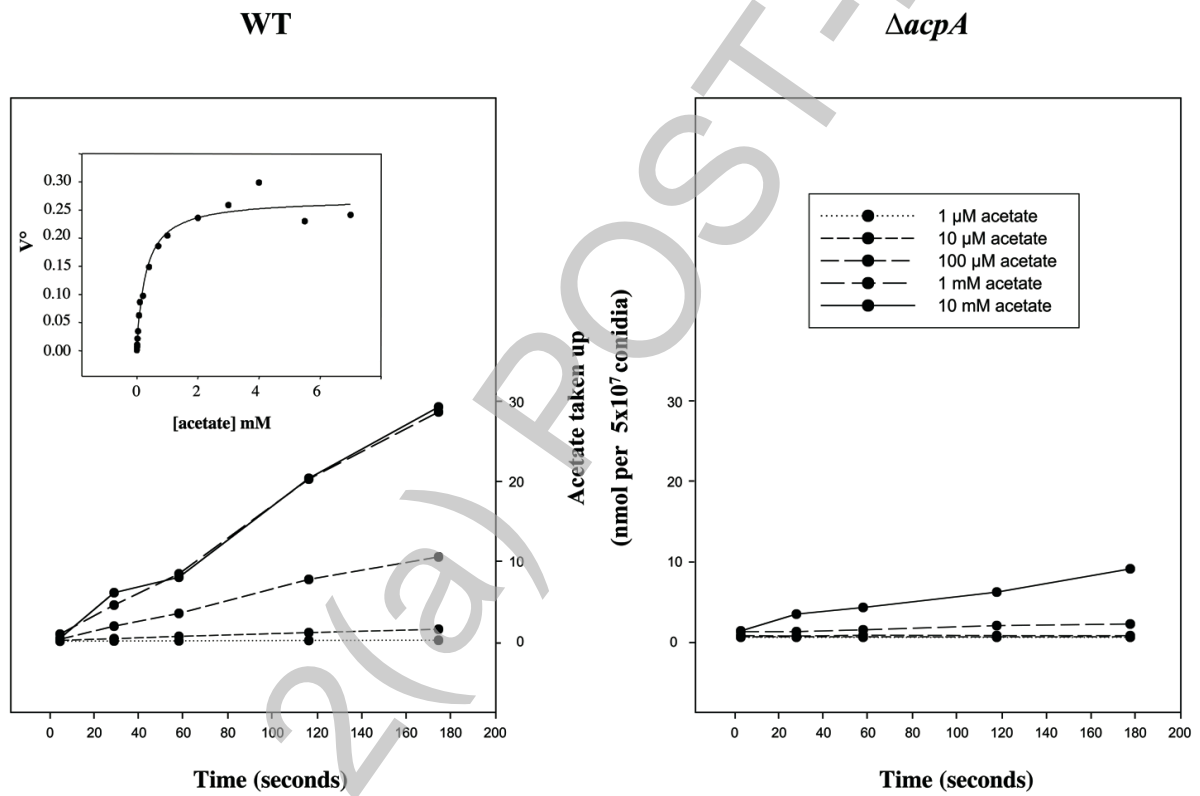 WT
ΔacpA
0.30
0.25
0.20
0.15
0.10
0.05
0.00
V°
0 2 4 6
[acetate] mM
30
20
10
0
0 20 40 60 80 100 120 140 160 180 200
Time (seconds)
Acetate taken up
(nmol per 5x10⁷ conidia)
1 µM acetate
10 µM acetate
100 µM acetate
1 mM acetate
10 mM acetate
30
20
10
0
0 20 40 60 80 100 120 140 160 180 200
Time (seconds)
2(a) POST-